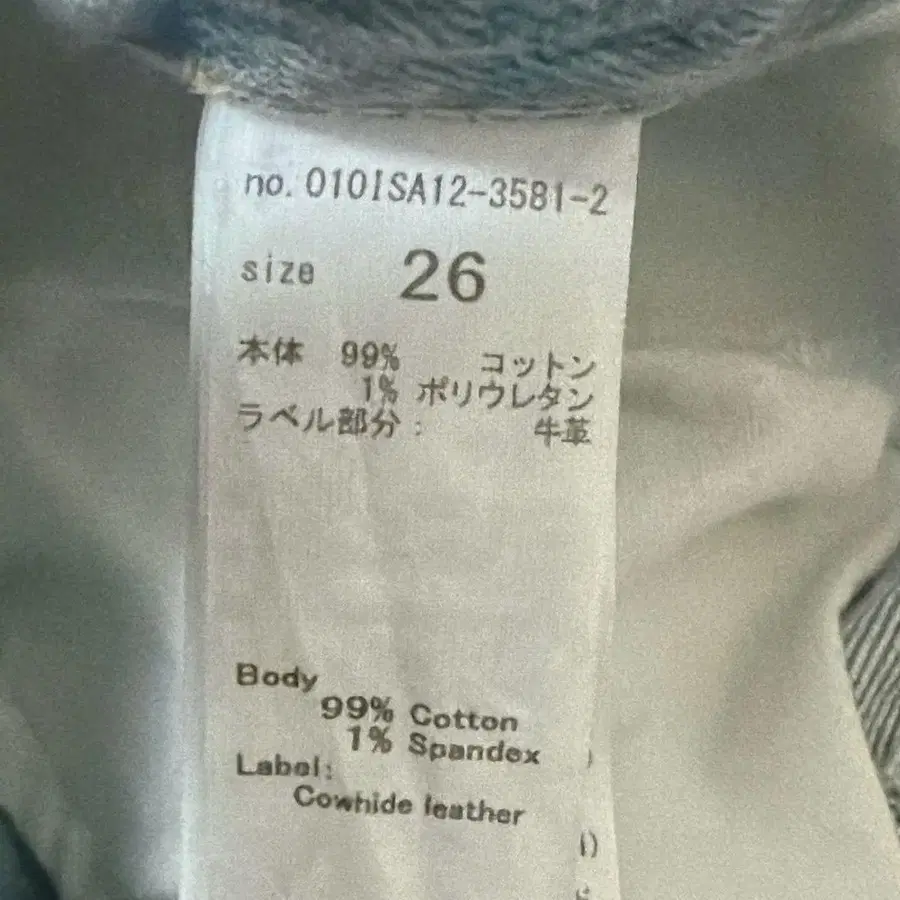 no. 010ISA12-3581-2
size 26
本体 99% コットン
1% ポリウレタン
ラベル部分: 牛革
Body
99% Cotton
1% Spandex
Label:
Cowhide leather